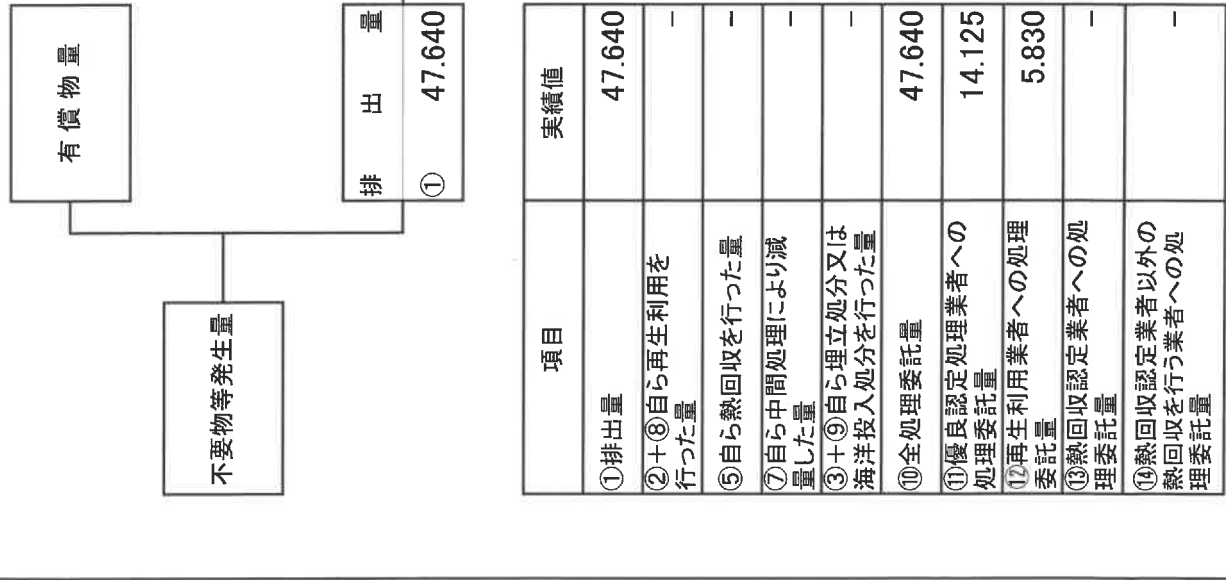 有償物量
不要物等発生量
排出量
① 47.640
項目 実績値
①排出量 47.640
②+⑧自ら再生利用を
行った量 －
⑤自ら熱回収を行った量 －
⑦自ら中間処理により減
量した量 －
③+⑨自ら埋立処分又は
海洋投入処分を行った量 －
⑩全処理委託量 47.640
⑪優良認定処理業者への
処理委託量 14.125
⑫再生利用業者への処理
委託量 5.830
⑬熱回収認定業者への処
理委託量 －
⑭熱回収認定業者以外の
熱回収を行う業者への処
理委託量 －